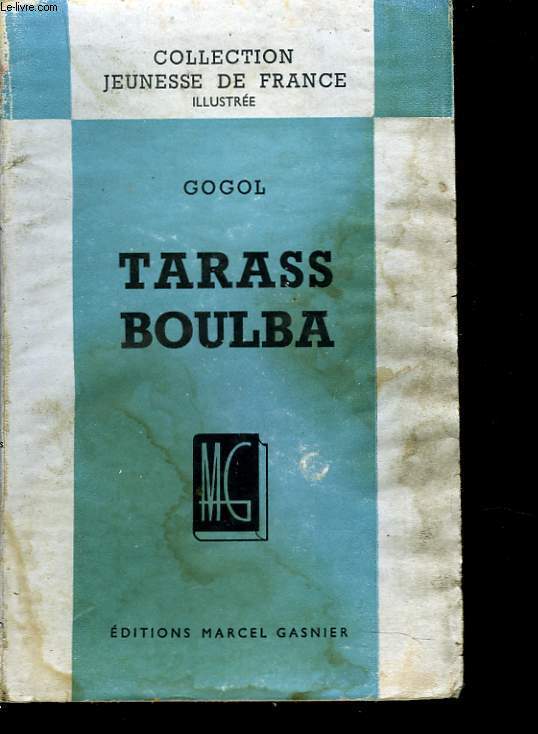 Le-livre.com
COLLECTION
JEUNESSE DE FRANCE
ILLUSTRÉE
GOGOL
TARASS
BOULBA
MG
ÉDITIONS MARCEL GASNIER